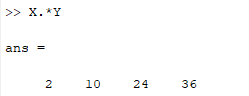 >> X.*Y
ans =
2 10 24 36